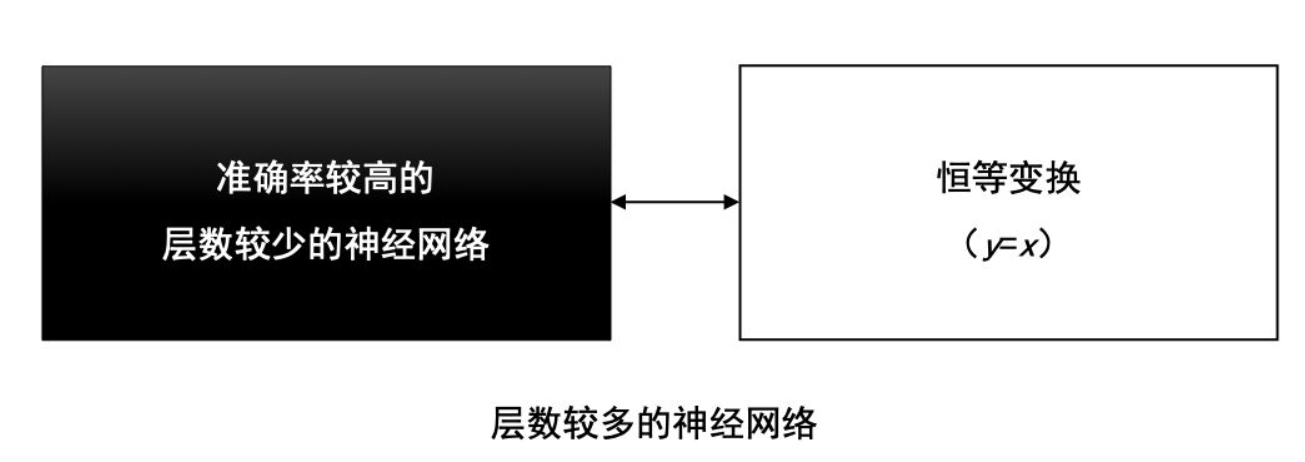 准确率较高的
层数较少的神经网络
恒等变换
（y=x）
层数较多的神经网络